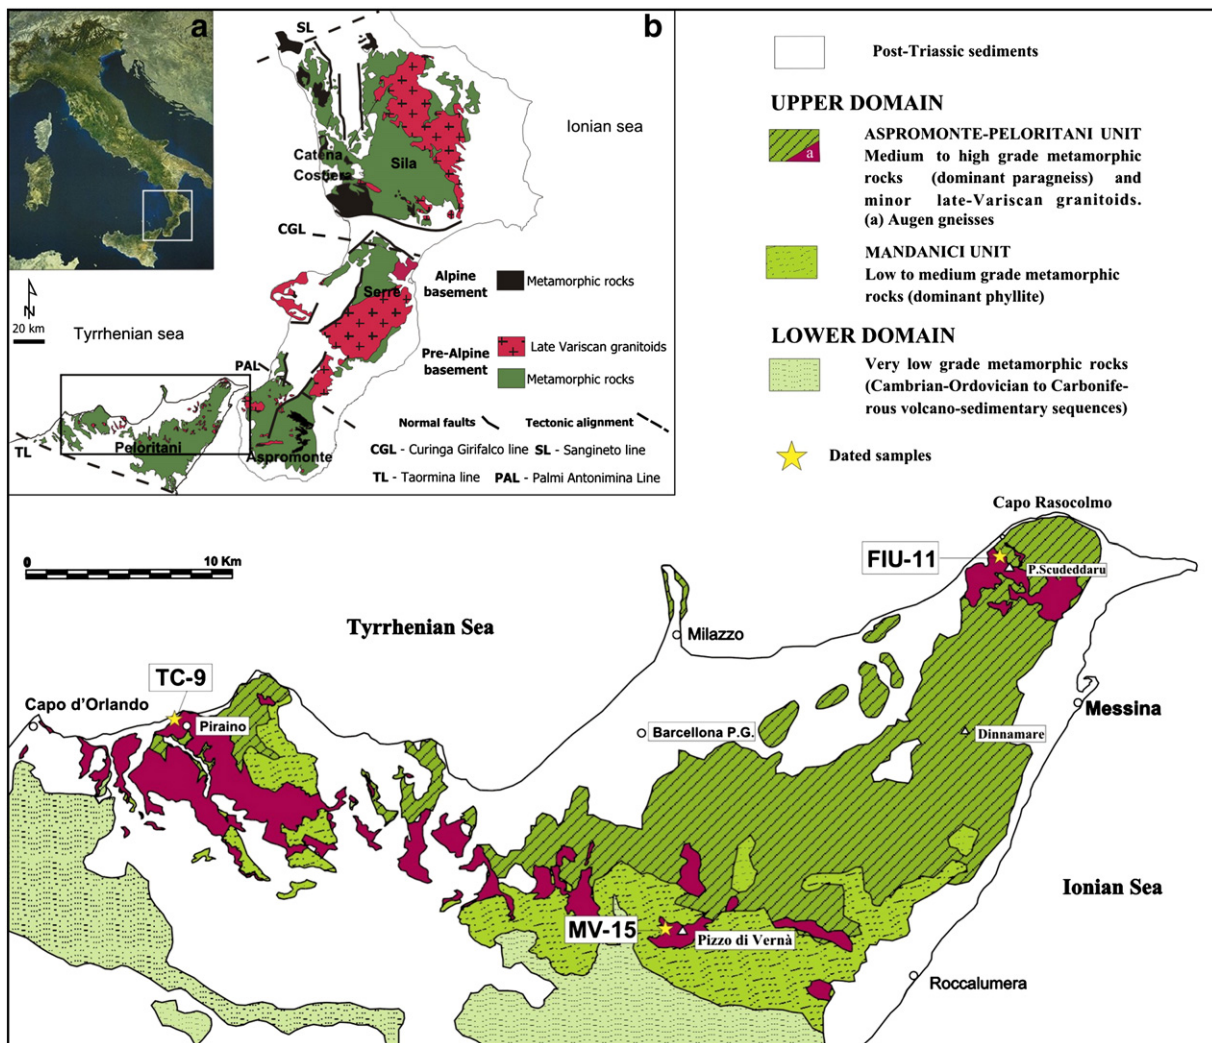 a
b
SL
Ionian sea
Catena
Costiera
Sila
CGL
Serre
Alpine
basement
Metamorphic rocks
20 km
Tyrrhenian sea
Late Variscan granitoids
Pre-Alpine
basement
Metamorphic rocks
PAL
Normal faults
Tectonic alignment
TL
Peloritani
Aspromonte
CGL - Curinga Girifalco line SL - Sangineto line
TL - Taormina line PAL - Palmi Antonimina Line
Post-Triassic sediments
UPPER DOMAIN
a
ASPROMONTE-PELORITANI UNIT
Medium to high grade metamorphic
rocks (dominant paragneiss) and
minor late-Variscan granitoids.
(a) Augen gneisses
MANDANICI UNIT
Low to medium grade metamorphic
rocks (dominant phyllite)
LOWER DOMAIN
Very low grade metamorphic rocks
(Cambrian-Ordovician to Carbonife-
rous volcano-sedimentary sequences)
Dated samples
Capo Rasocolmo
FIU-11
P.Scudeddaru
0
10 Km
Tyrrhenian Sea
Milazzo
TC-9
Capo d'Orlando
Piraino
Messina
Barcellona P.G.
Dinnamare
Ionian Sea
MV-15
Pizzo di Vernà
Roccalumera